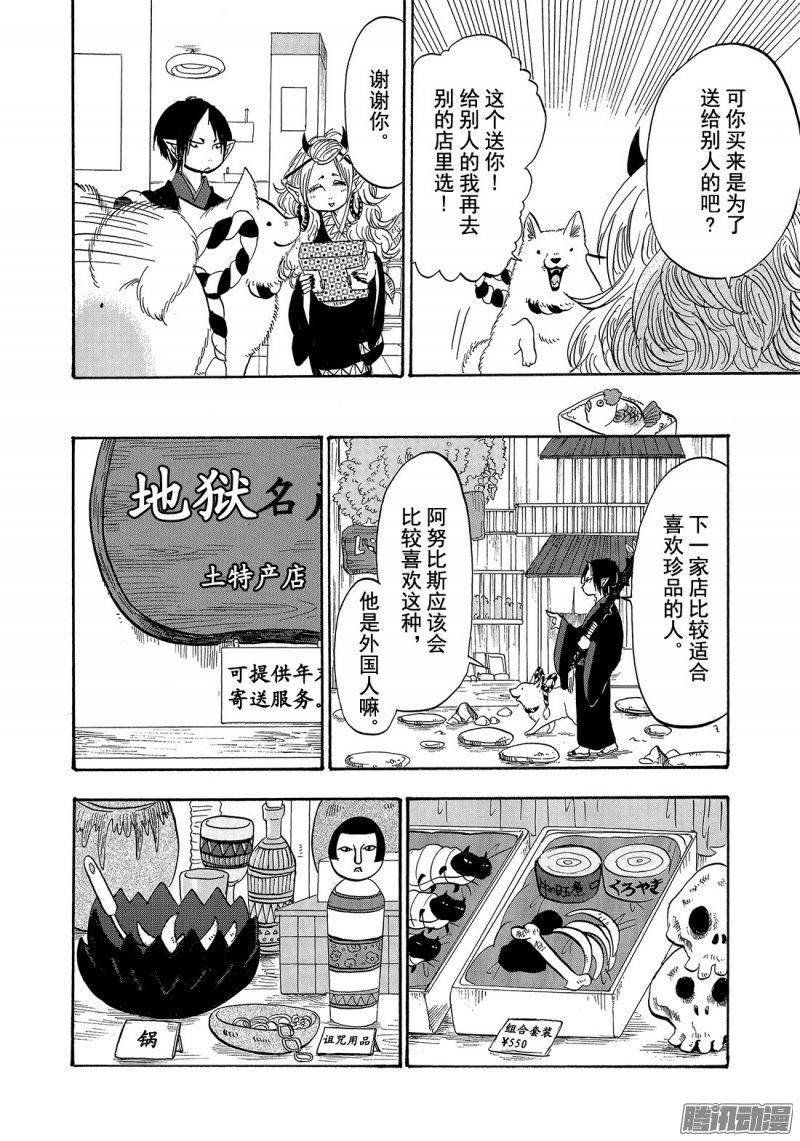 可你买来是为了
送给别人的吧？
这个送你！
给别人的我再去
别的店里选！
谢谢你。
下一家店比较适合
喜欢珍品的人。
阿努比斯应该会
比较喜欢这种，
他是外国人嘛。
地狱名产
土特产店
可提供年末
寄送服务。
くろやぎ
组合套装
¥550
锅
诅咒用品
腾讯动漫